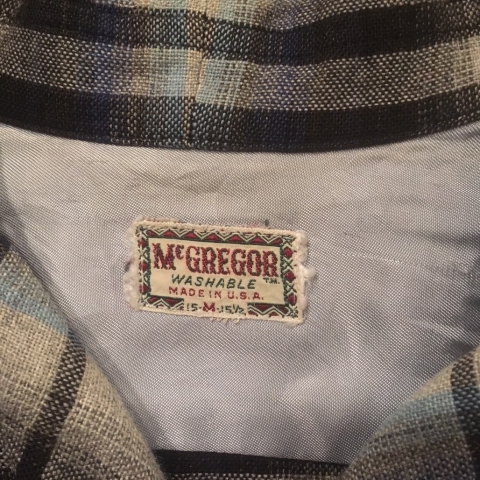 McGREGOR
WASHABLE ™
MADE IN U.S.A.
15-M-15½